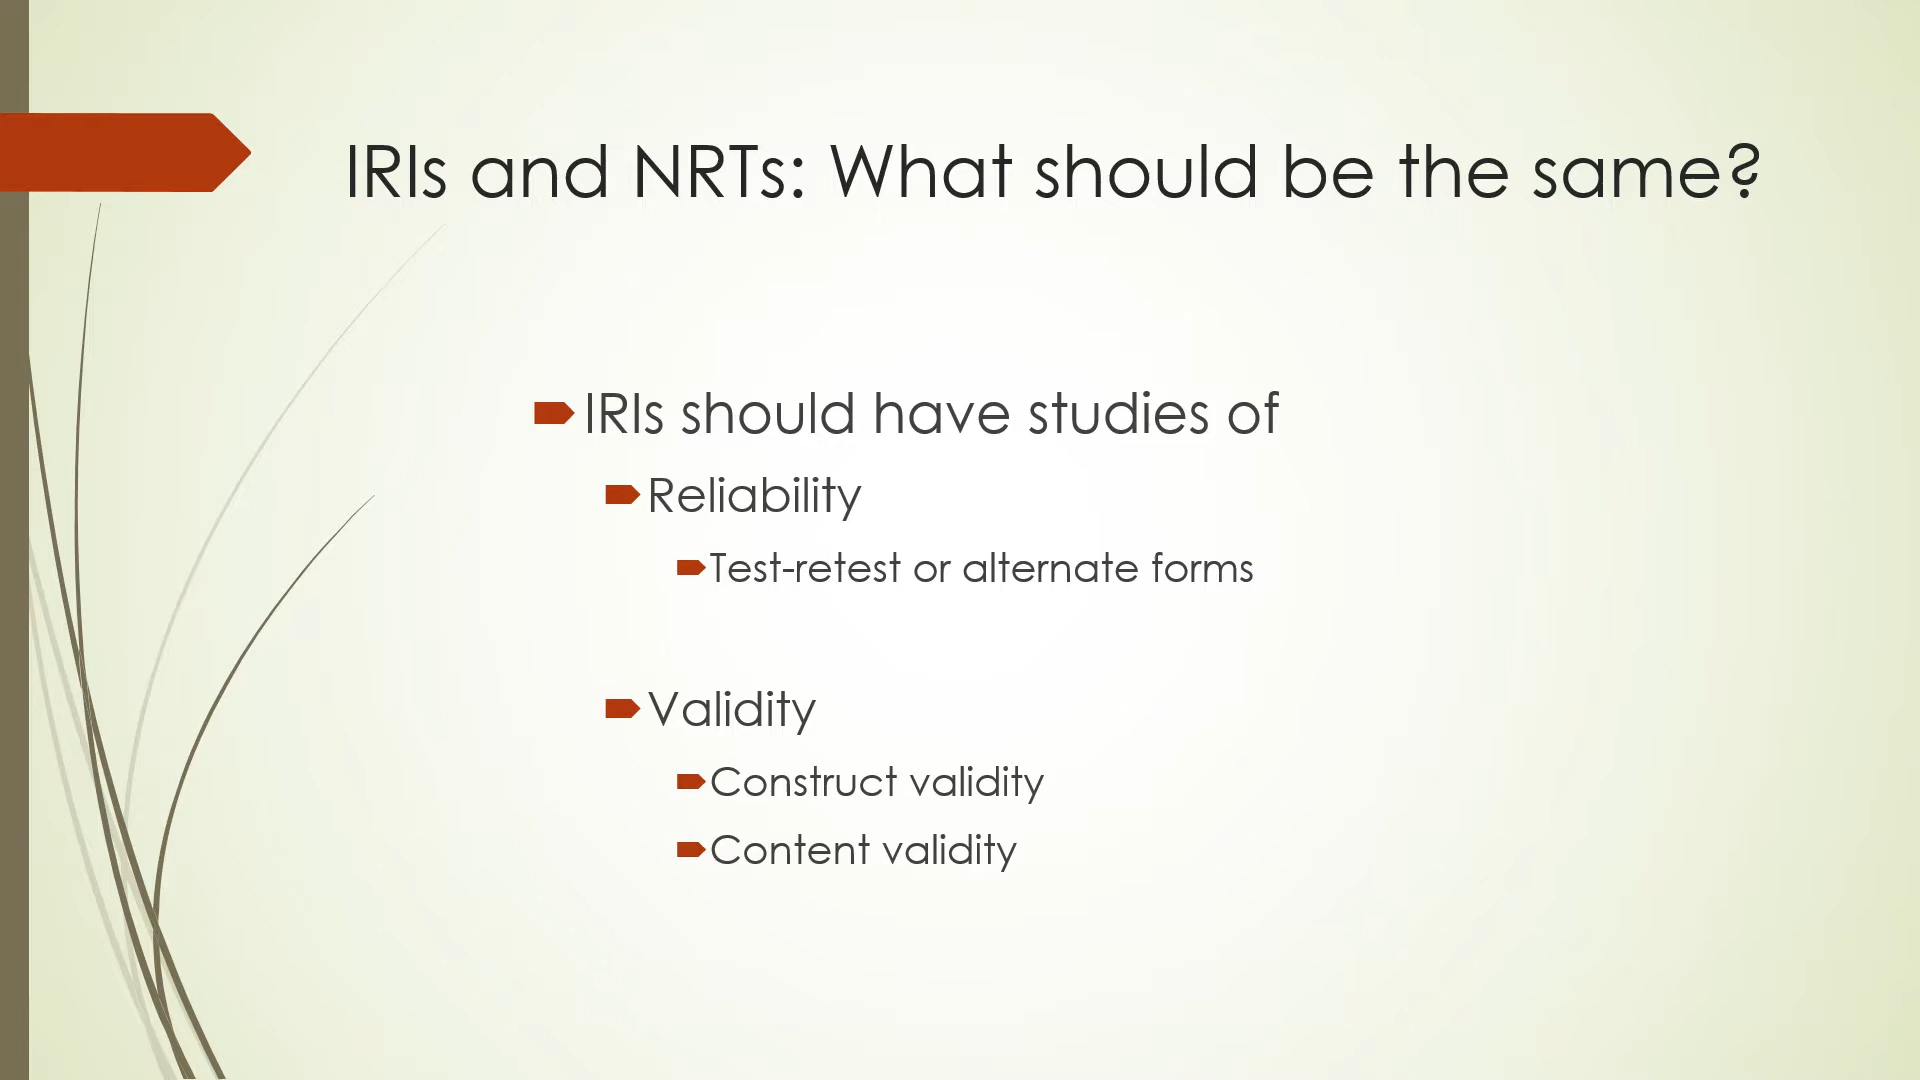 IRIs and NRTs: What should be the same?
IRIs should have studies of
Reliability
Test-retest or alternate forms
Validity
Construct validity
Content validity